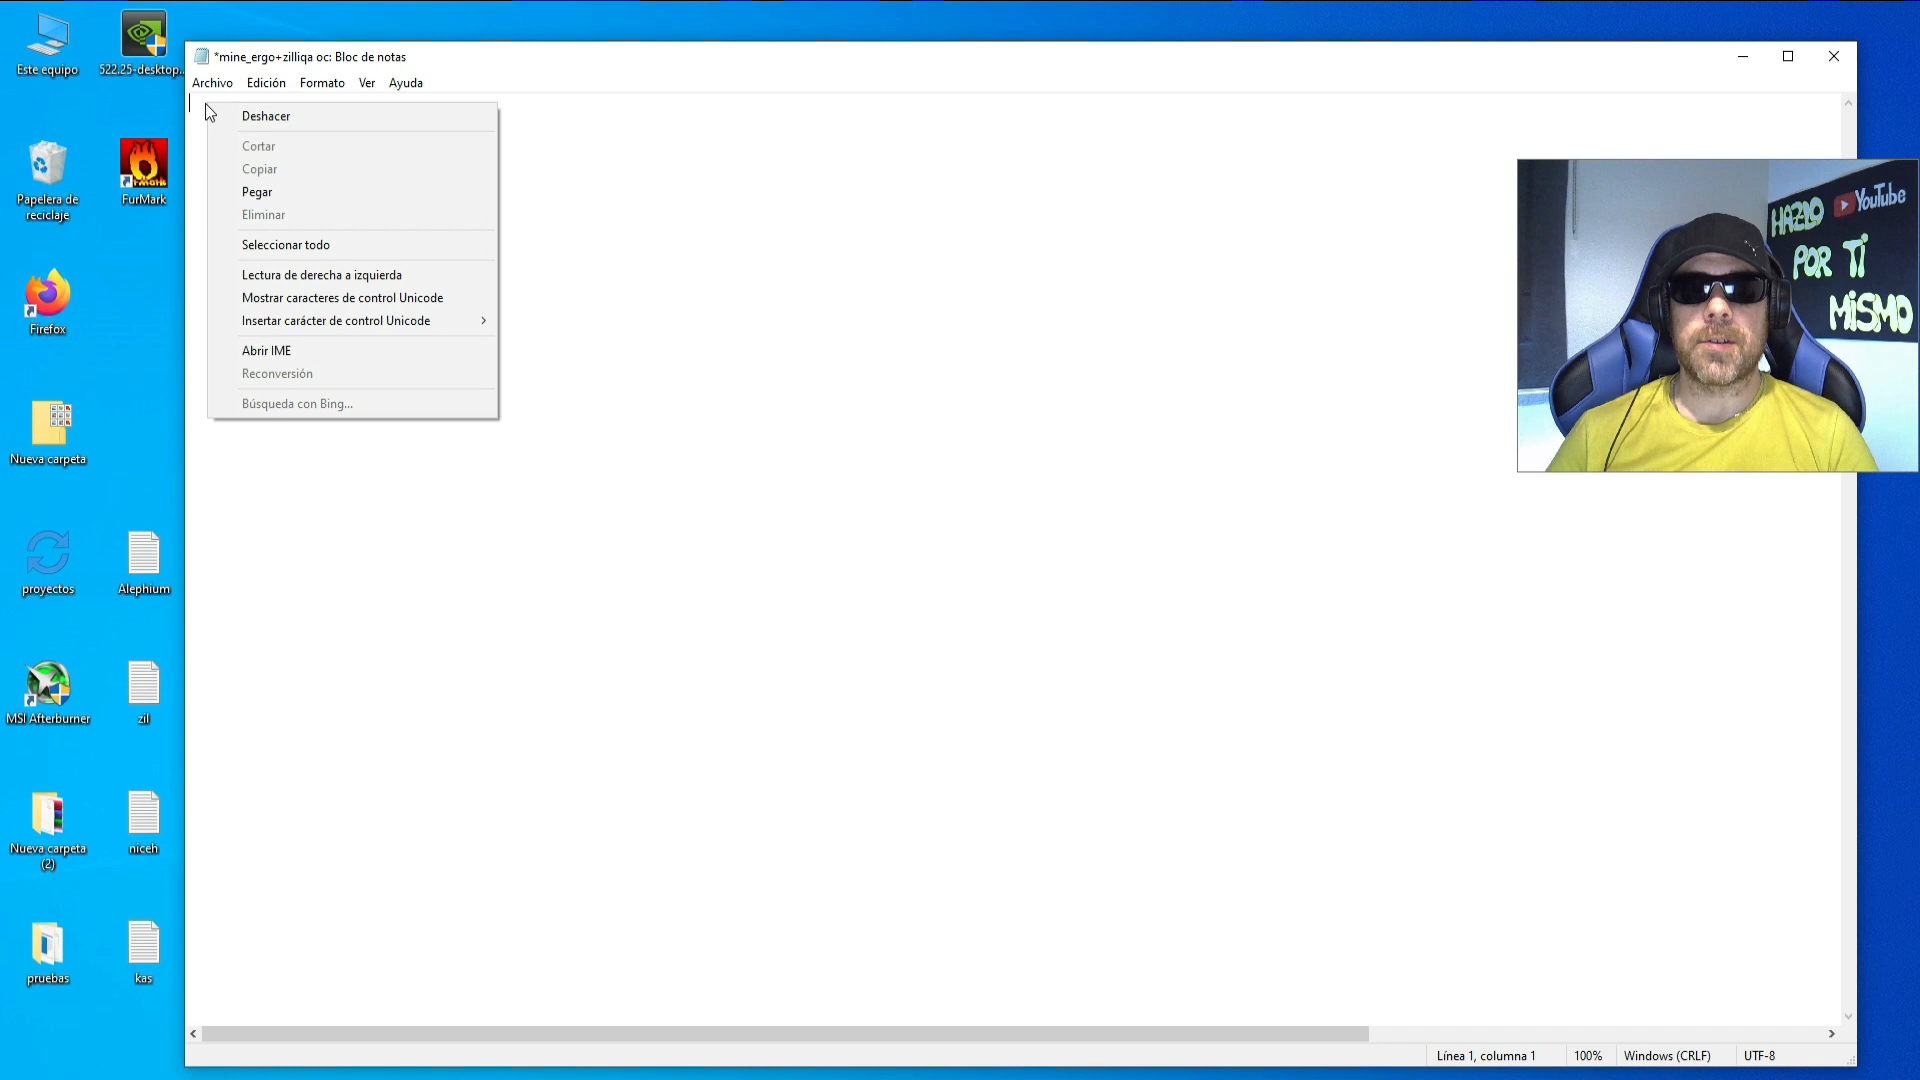 *mine_ergo+zilliqa oc: Bloc de notas
Archivo Edición Formato Ver Ayuda
Deshacer
Cortar
Copiar
Pegar
Eliminar
Seleccionar todo
Lectura de derecha a izquierda
Mostrar caracteres de control Unicode
Insertar carácter de control Unicode
Abrir IME
Reconversión
Búsqueda con Bing...
Este equipo
522.25-desktop...
Papelera de
reciclaje
FurMark
Firefox
Nueva carpeta
proyectos
Alephium
MSI Afterburner
zil
Nueva carpeta
(2)
niceh
pruebas
kas
YouTube
HAZLO
POR TÍ
MiSMO
Línea 1, columna 1
100%
Windows (CRLF)
UTF-8